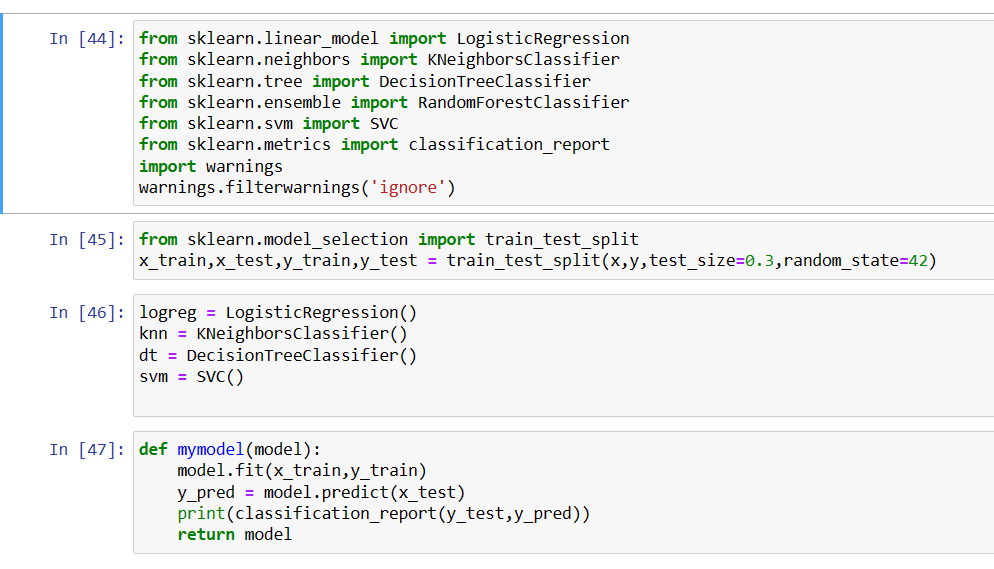 In [44]: from sklearn.linear_model import LogisticRegression
from sklearn.neighbors import KNeighborsClassifier
from sklearn.tree import DecisionTreeClassifier
from sklearn.ensemble import RandomForestClassifier
from sklearn.svm import SVC
from sklearn.metrics import classification_report
import warnings
warnings.filterwarnings('ignore')
In [45]: from sklearn.model_selection import train_test_split
x_train,x_test,y_train,y_test = train_test_split(x,y,test_size=0.3,random_state=42)
In [46]: logreg = LogisticRegression()
knn = KNeighborsClassifier()
dt = DecisionTreeClassifier()
svm = SVC()
In [47]: def mymodel(model):
    model.fit(x_train,y_train)
    y_pred = model.predict(x_test)
    print(classification_report(y_test,y_pred))
    return model